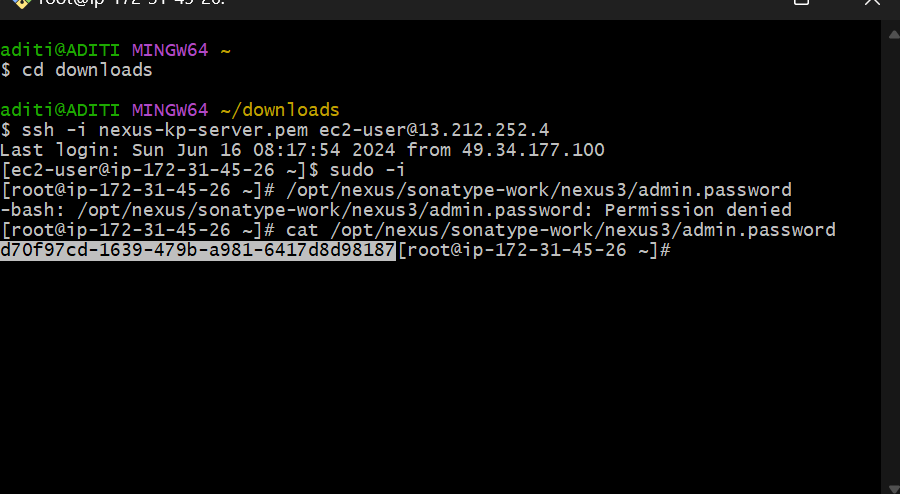 root@ip-172-31-45-26:~
aditi@ADITI MINGW64 ~
$ cd downloads
aditi@ADITI MINGW64 ~/downloads
$ ssh -i nexus-kp-server.pem ec2-user@13.212.252.4
Last login: Sun Jun 16 08:17:54 2024 from 49.34.177.100
[ec2-user@ip-172-31-45-26 ~]$ sudo -i
[root@ip-172-31-45-26 ~]# /opt/nexus/sonatype-work/nexus3/admin.password
-bash: /opt/nexus/sonatype-work/nexus3/admin.password: Permission denied
[root@ip-172-31-45-26 ~]# cat /opt/nexus/sonatype-work/nexus3/admin.password
d70f97cd-1639-479b-a981-6417d8d98187[root@ip-172-31-45-26 ~]#